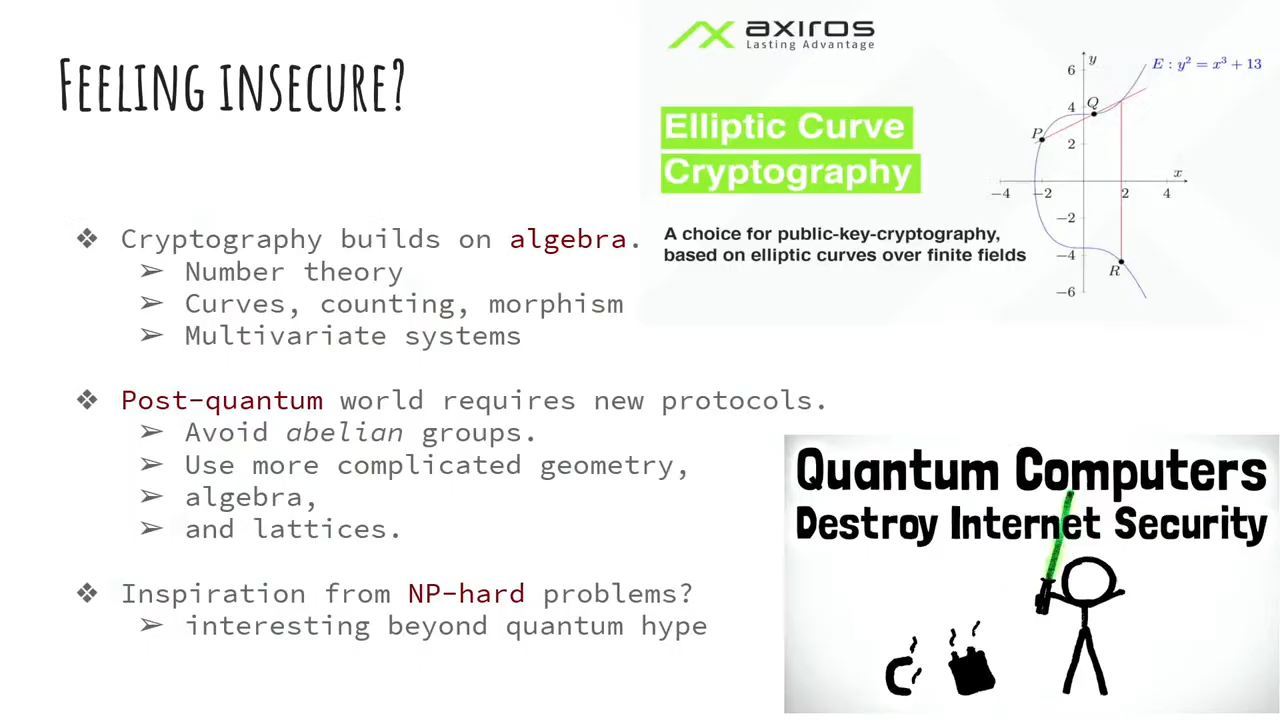 FEELING INSECURE?
❖ Cryptography builds on algebra.
➢ Number theory
➢ Curves, counting, morphism
➢ Multivariate systems
❖ Post-quantum world requires new protocols.
➢ Avoid abelian groups.
➢ Use more complicated geometry,
➢ algebra,
➢ and lattices.
❖ Inspiration from NP-hard problems?
➢ interesting beyond quantum hype
axiros
Lasting Advantage
Elliptic Curve
Cryptography
A choice for public-key-cryptography,
based on elliptic curves over finite fields
E : y² = x³ + 13
y
6
Q
4
P
2
x
−4 −2 2 4
−2
−4
R
−6
Quantum Computers
Destroy Internet Security